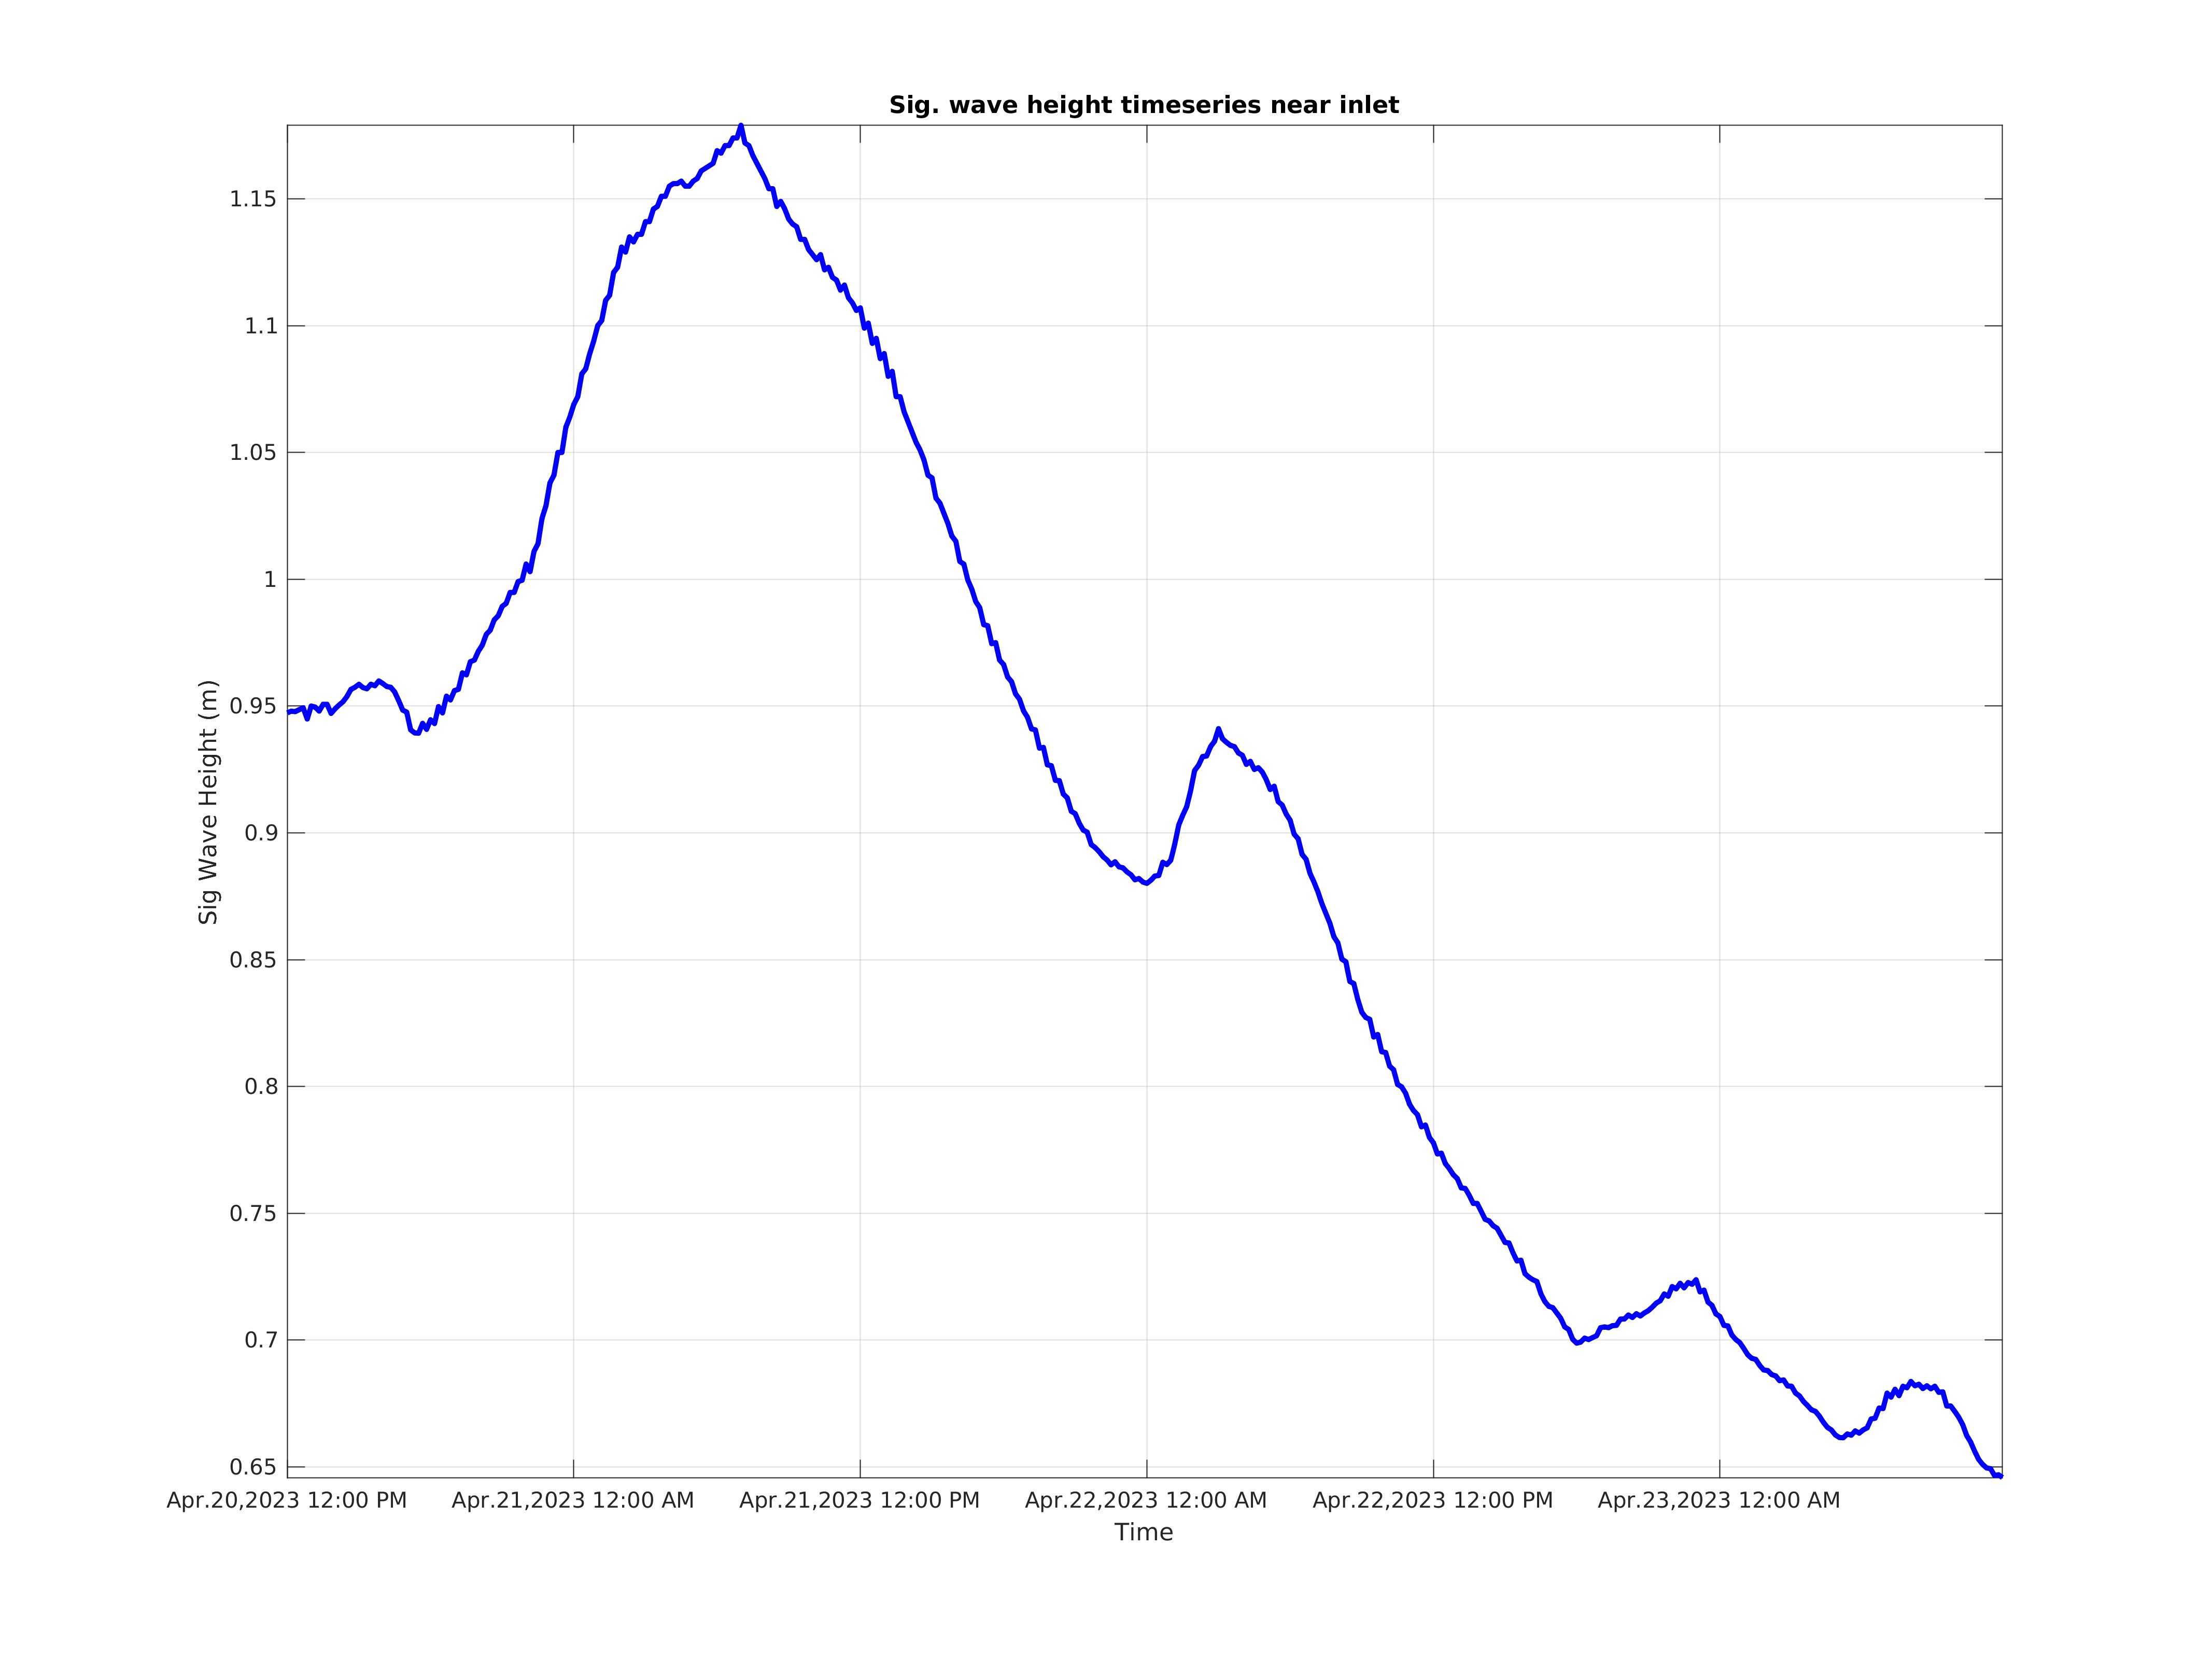 Sig. wave height timeseries near inlet
1.15
1.1
1.05
1
0.95
0.9
0.85
0.8
0.75
0.7
0.65
Sig Wave Height (m)
Apr.20,2023 12:00 PM Apr.21,2023 12:00 AM Apr.21,2023 12:00 PM Apr.22,2023 12:00 AM Apr.22,2023 12:00 PM Apr.23,2023 12:00 AM
Time